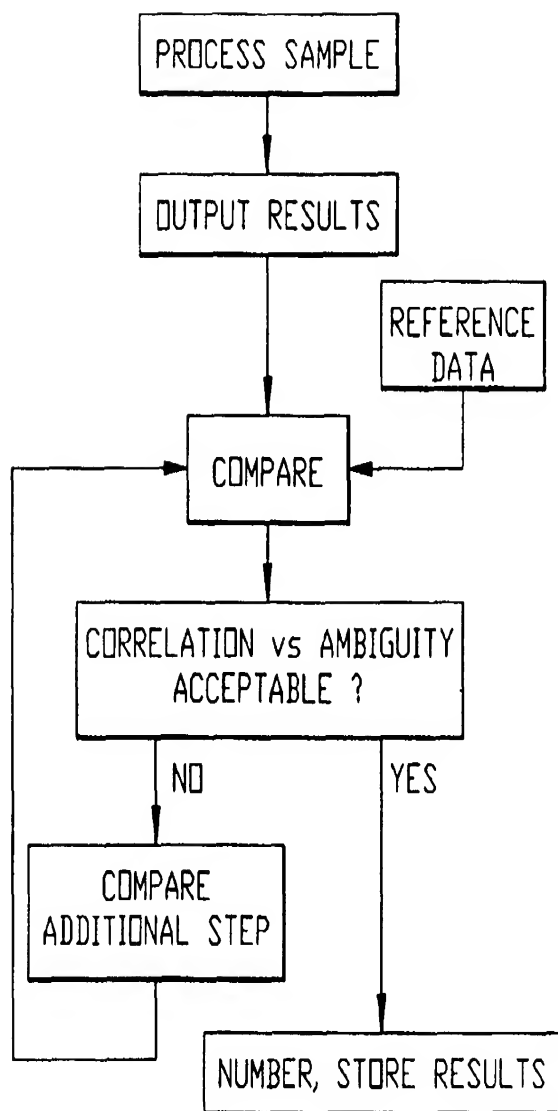 PROCESS SAMPLE
OUTPUT RESULTS
REFERENCE
DATA
COMPARE
CORRELATION vs AMBIGUITY
ACCEPTABLE ?
NO
YES
COMPARE
ADDITIONAL STEP
NUMBER, STORE RESULTS